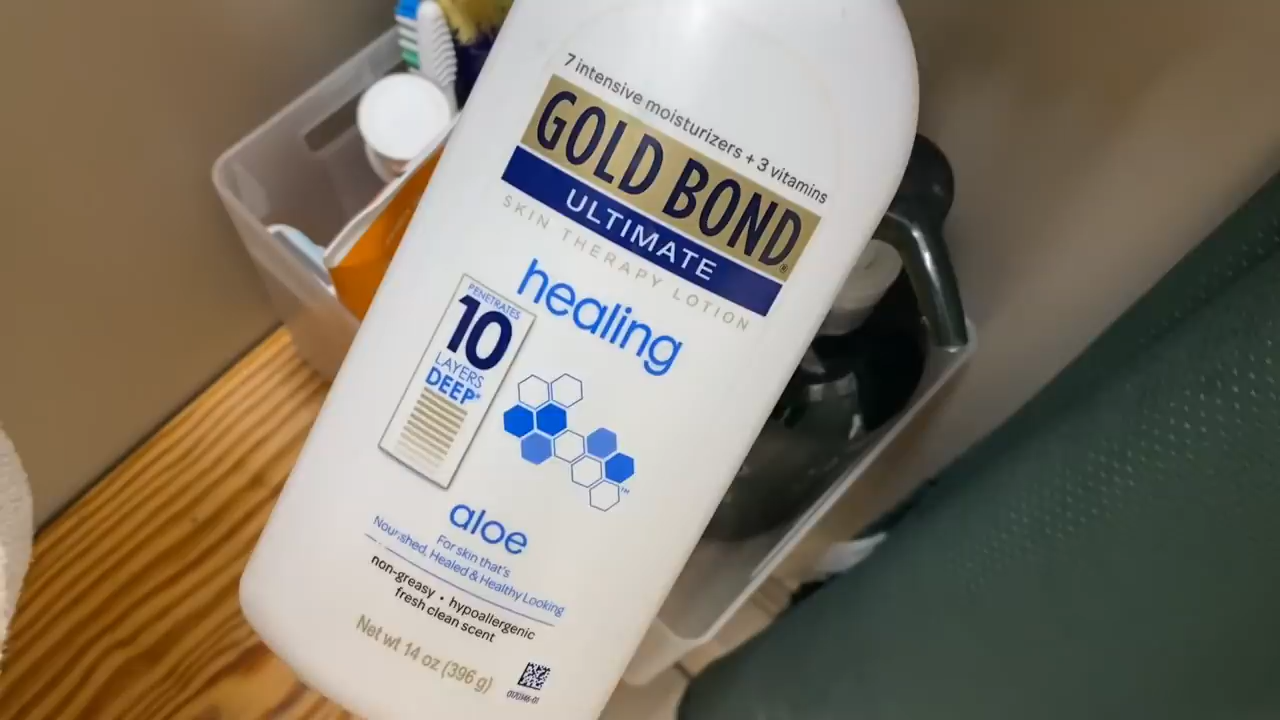 7 intensive moisturizers + 3 vitamins
GOLD BOND®
ULTIMATE
SKIN THERAPY LOTION
healing
PENETRATES
10
LAYERS
DEEP*
™
aloe
For skin that's
Nourished, Healed & Healthy Looking
non-greasy • hypoallergenic
fresh clean scent
Net wt 14 oz (396 g)